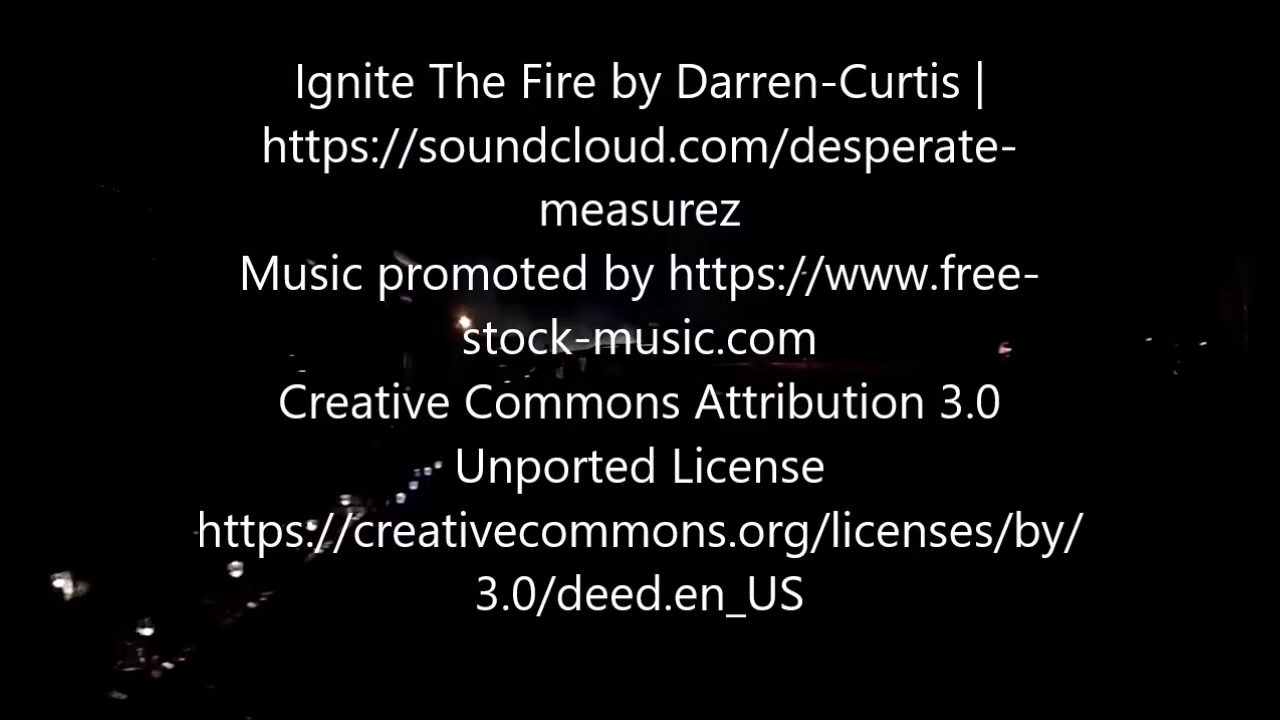 Ignite The Fire by Darren-Curtis |
https://soundcloud.com/desperate-
measurez
Music promoted by https://www.free-
stock-music.com
Creative Commons Attribution 3.0
Unported License
https://creativecommons.org/licenses/by/
3.0/deed.en_US